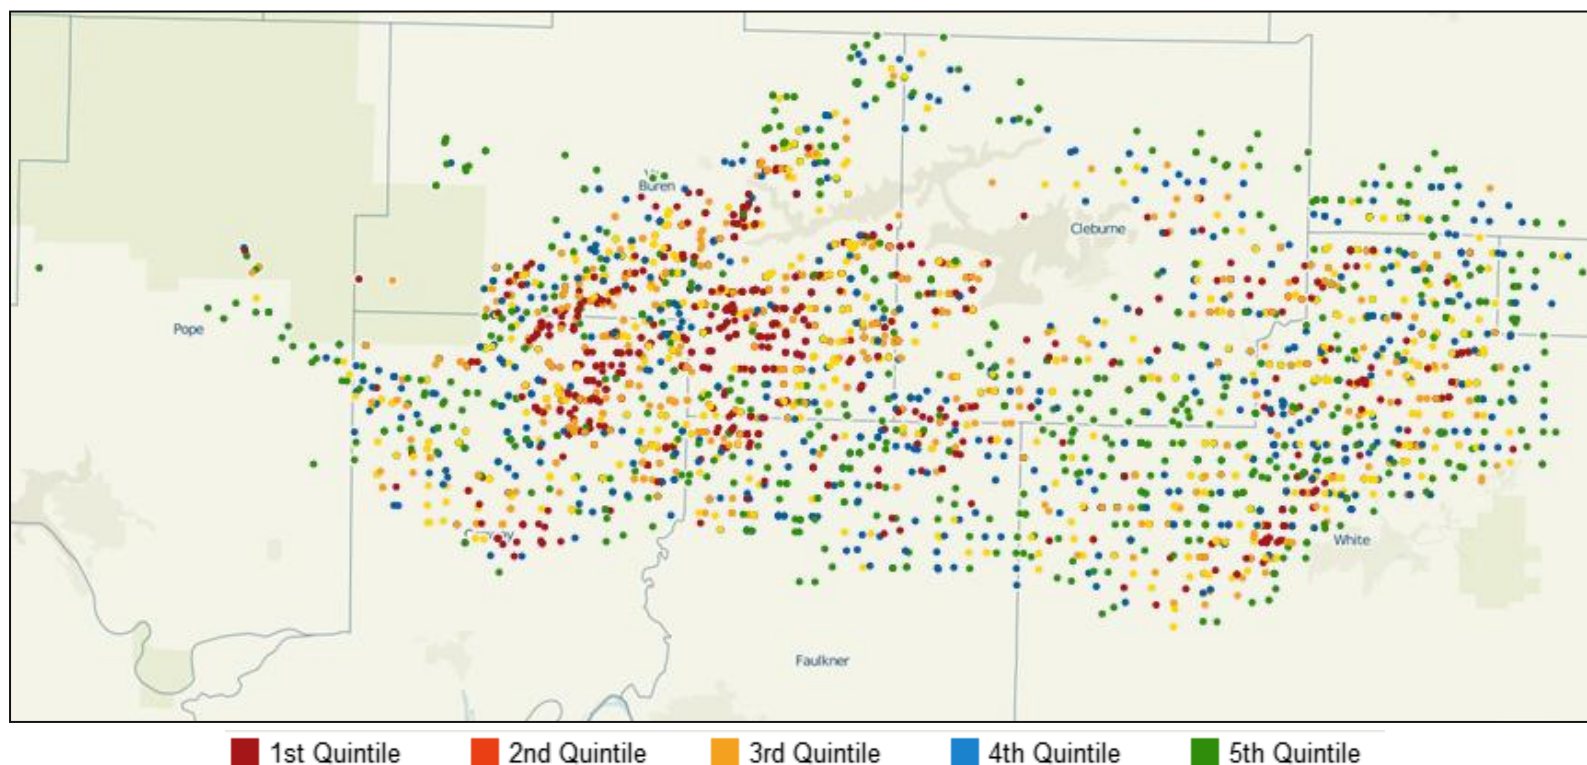 Buren
Cleburne
Pope
White
Faulkner
1st Quintile 2nd Quintile 3rd Quintile 4th Quintile 5th Quintile